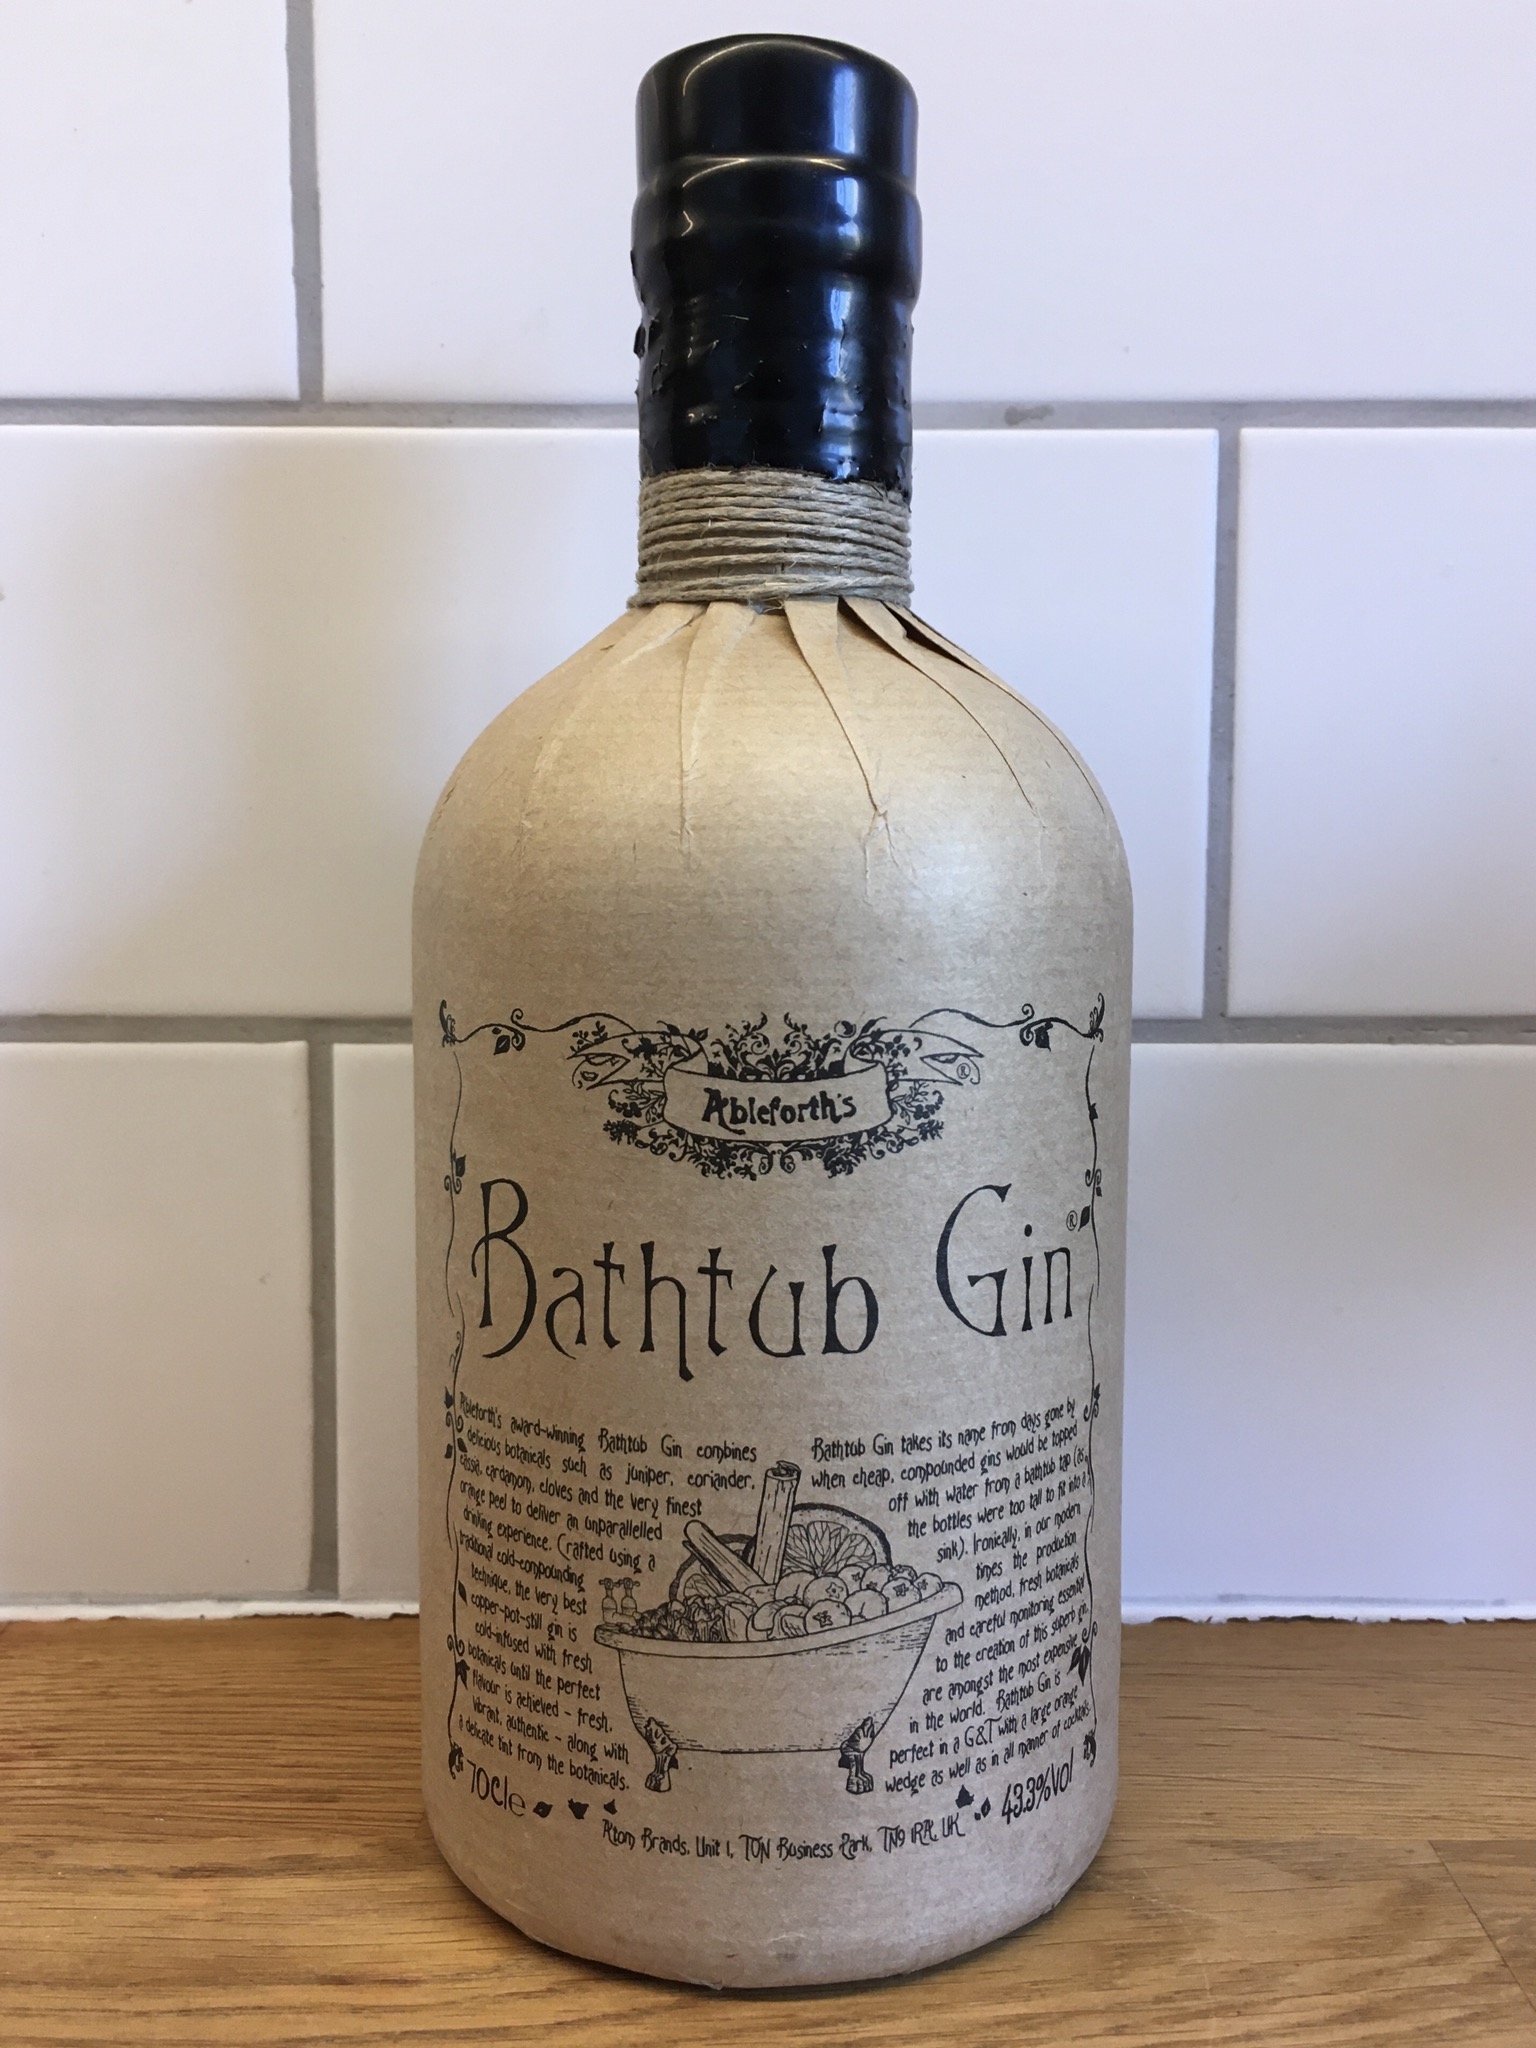 Ableforth's
®
Bathtub Gin®
Ableforth's award-winning Bathtub Gin combines
delicious botanicals such as juniper, coriander,
cassia, cardamom, cloves and the very finest
orange peel to deliver an unparallelled
drinking experience. Crafted using a
traditional cold-compounding
technique, the very best
copper-pot-still gin is
cold-infused with fresh
botanicals until the perfect
flavour is achieved - fresh,
vibrant, authentic - along with
a delicate tint from the botanicals.
Bathtub Gin takes its name from days gone by
when cheap, compounded gins would be topped
off with water from a bathtub tap (as
the bottles were too tall to fit into a
sink). Ironically, in our modern
times the production
method, fresh botanicals
and careful monitoring essential
to the creation of this superb gin,
are amongst the most expensive
in the world. Bathtub Gin is
perfect in a G&T with a large orange
wedge as well as in all manner of cocktails.
70cl e
43.3%Vol
Atom Brands, Unit 1, TON Business Park, TN9 1RA, UK